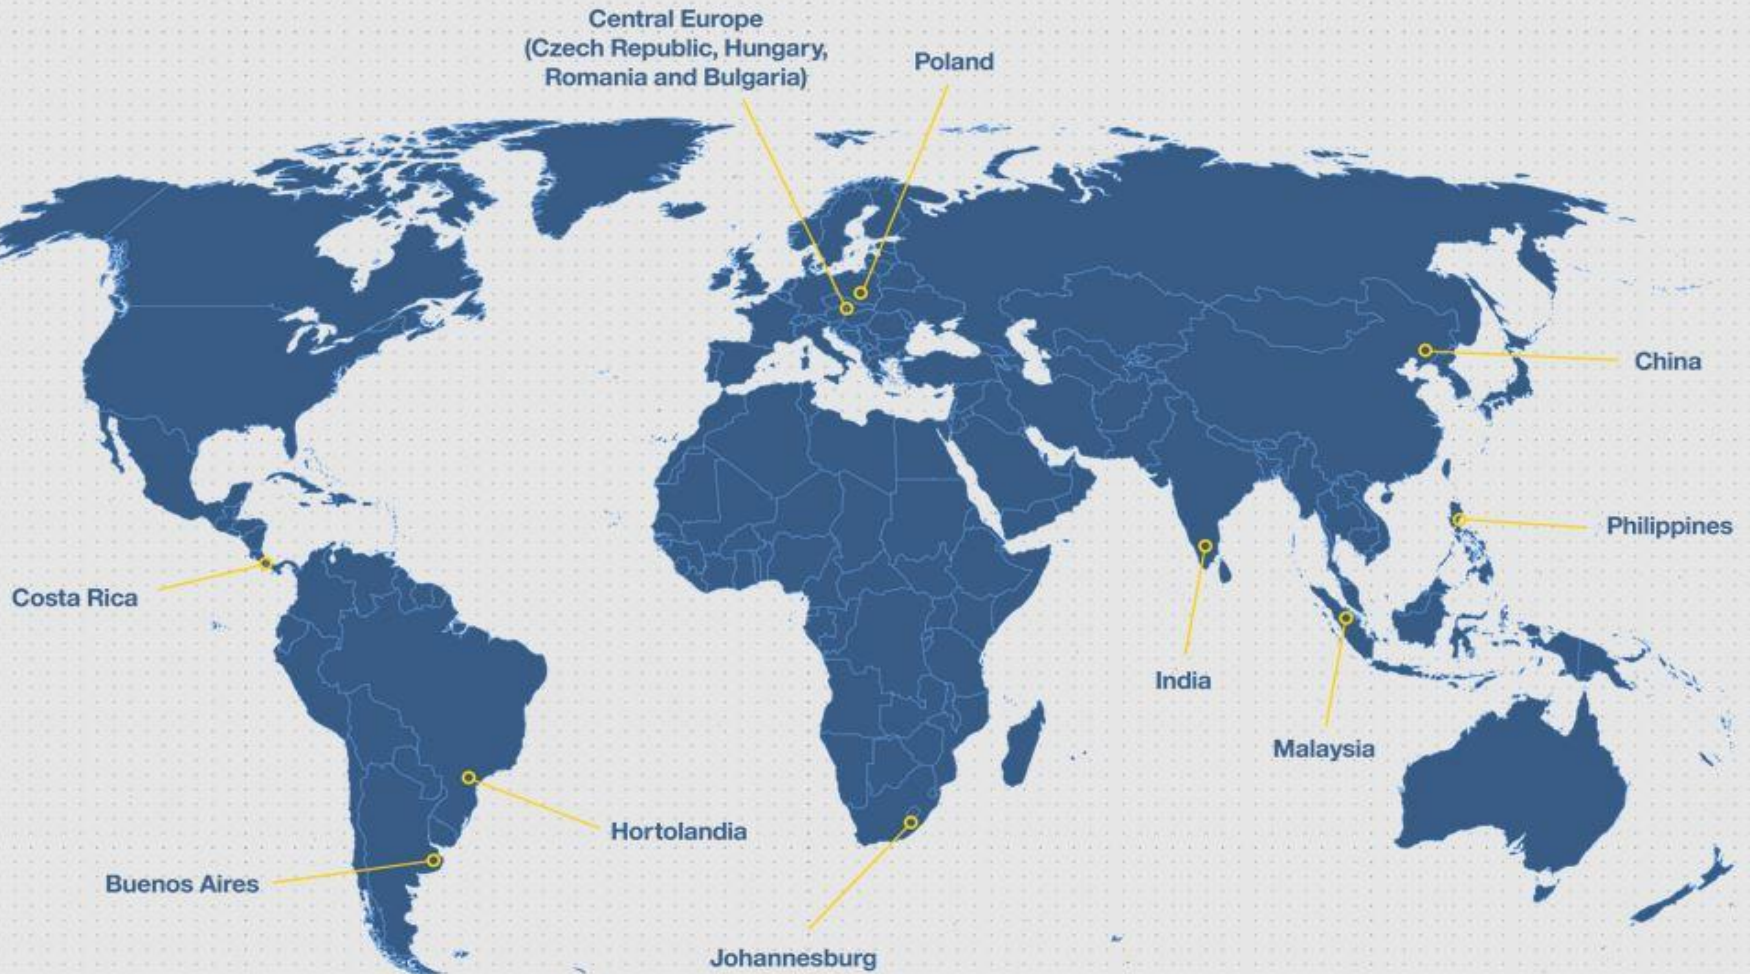 Central Europe
(Czech Republic, Hungary,
Romania and Bulgaria)
Poland
China
Philippines
Costa Rica
India
Malaysia
Hortolandia
Buenos Aires
Johannesburg